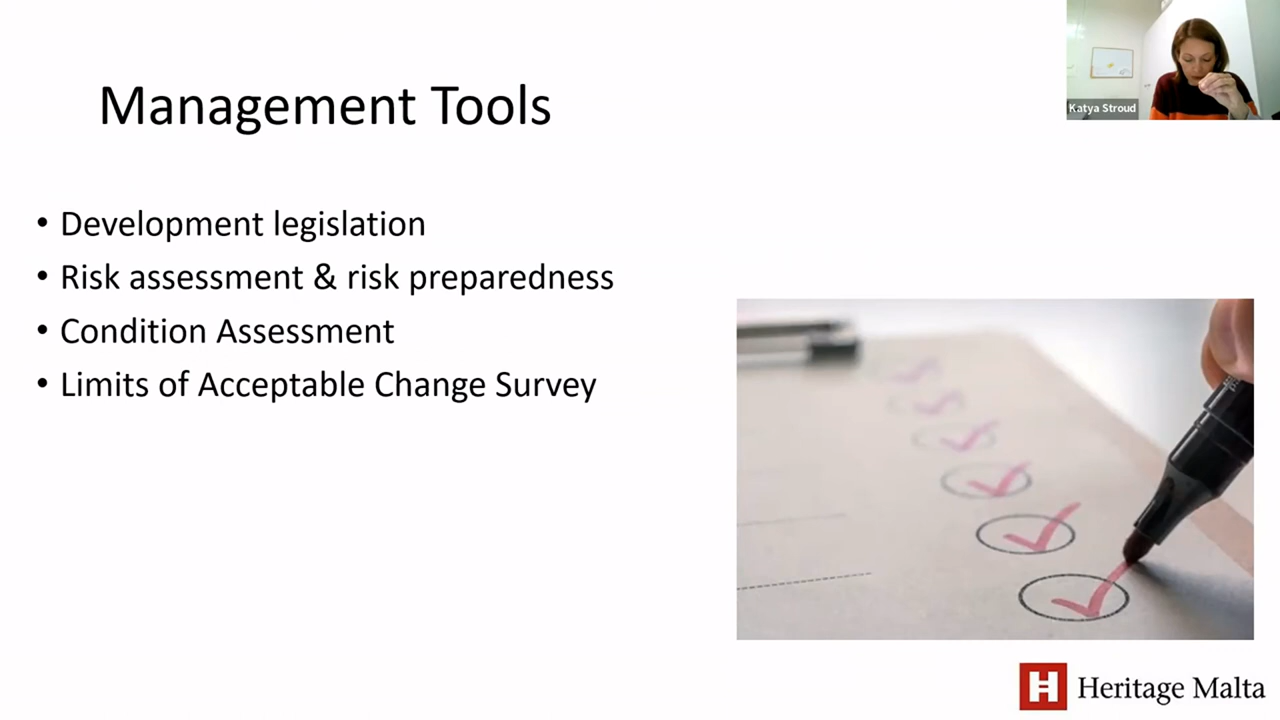 Management Tools
Katya Stroud
• Development legislation
• Risk assessment & risk preparedness
• Condition Assessment
• Limits of Acceptable Change Survey
Heritage Malta